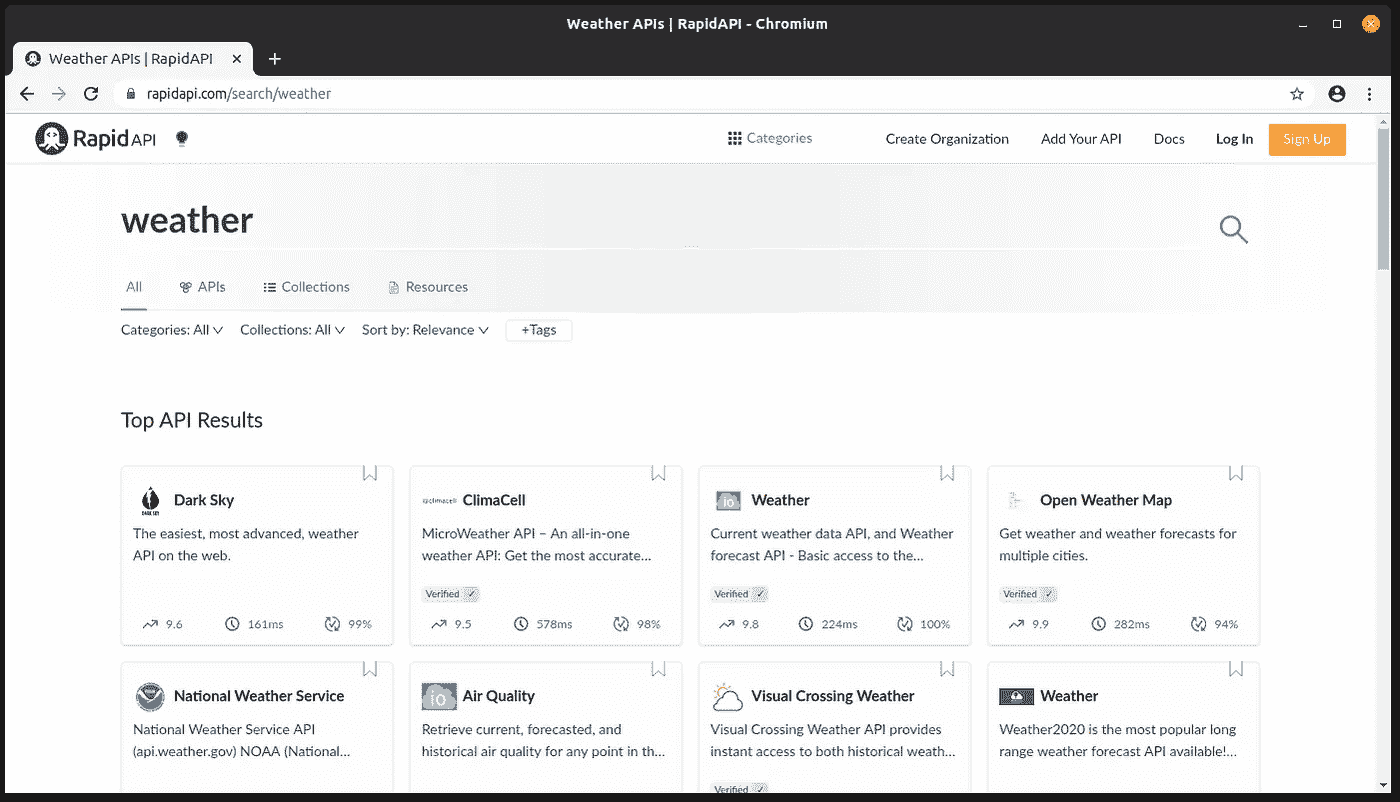 Weather APIs | RapidAPI - Chromium
Weather APIs | RapidAPI
rapidapi.com/search/weather
Rapid API
Categories
Create Organization
Add Your API
Docs
Log In
Sign Up
weather
All
APIs
Collections
Resources
Categories: All
Collections: All
Sort by: Relevance
+Tags
Top API Results
Dark Sky
DARK SKY
The easiest, most advanced, weather
API on the web.
9.6
161ms
99%
climacell
ClimaCell
MicroWeather API – An all-in-one
weather API: Get the most accurate...
Verified ✓
9.5
578ms
98%
io
Weather
Current weather data API, and Weather
forecast API - Basic access to the...
Verified ✓
9.8
224ms
100%
Open Weather Map
Get weather and weather forecasts for
multiple cities.
Verified ✓
9.9
282ms
94%
National Weather Service
National Weather Service API
(api.weather.gov) NOAA (National...
io
Air Quality
Retrieve current, forecasted, and
historical air quality for any point in th...
Visual Crossing Weather
Visual Crossing Weather API provides
instant access to both historical weath...
Verified ✓
Weather
Weather2020 is the most popular long
range weather forecast API available!...